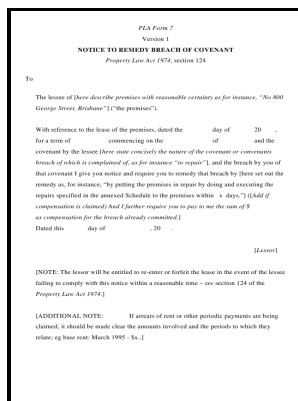 PLA Form 7
Version 1
NOTICE TO REMEDY BREACH OF COVENANT
Property Law Act 1974, section 124
To
The lessee of [here describe premises with reasonable certainty as for instance, "No 800
George Street, Brisbane"] ("the premises").
With reference to the lease of the premises, dated the day of 20 ,
for a term of commencing on the of and the
covenant by the lessee [here state concisely the nature of the covenant or convenants
breach of which is complained of, as for instance "to repair"], and the breach by you of
that covenant I give you notice and require you to remedy that breach by [here set out the
remedy as, for instance, "by putting the premises in repair by doing and executing the
repairs specified in the annexed Schedule to the premises within x days,"] ([Add if
compensation is claimed) And I further require you to pay to me the sum of $
as compensation for the breach already committed.]
Dated this day of , 20 .
[Lessor]
[NOTE: The lessor will be entitled to re-enter or forfeit the lease in the event of the lessee
failing to comply with this notice within a reasonable time – see section 124 of the
Property Law Act 1974.]
[ADDITIONAL NOTE: If arrears of rent or other periodic payments are being
claimed, it should be made clear the amounts involved and the periods to which they
relate; eg base rent: March 1995 - $x..]